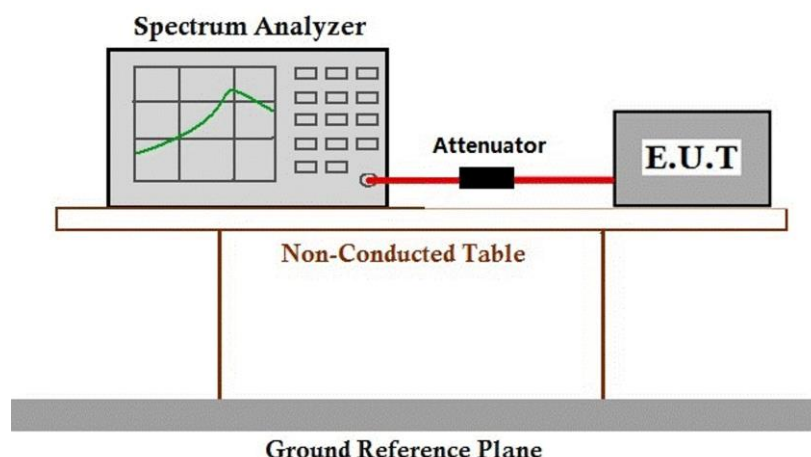 Spectrum Analyzer
Attenuator
E.U.T
Non-Conducted Table
Ground Reference Plane